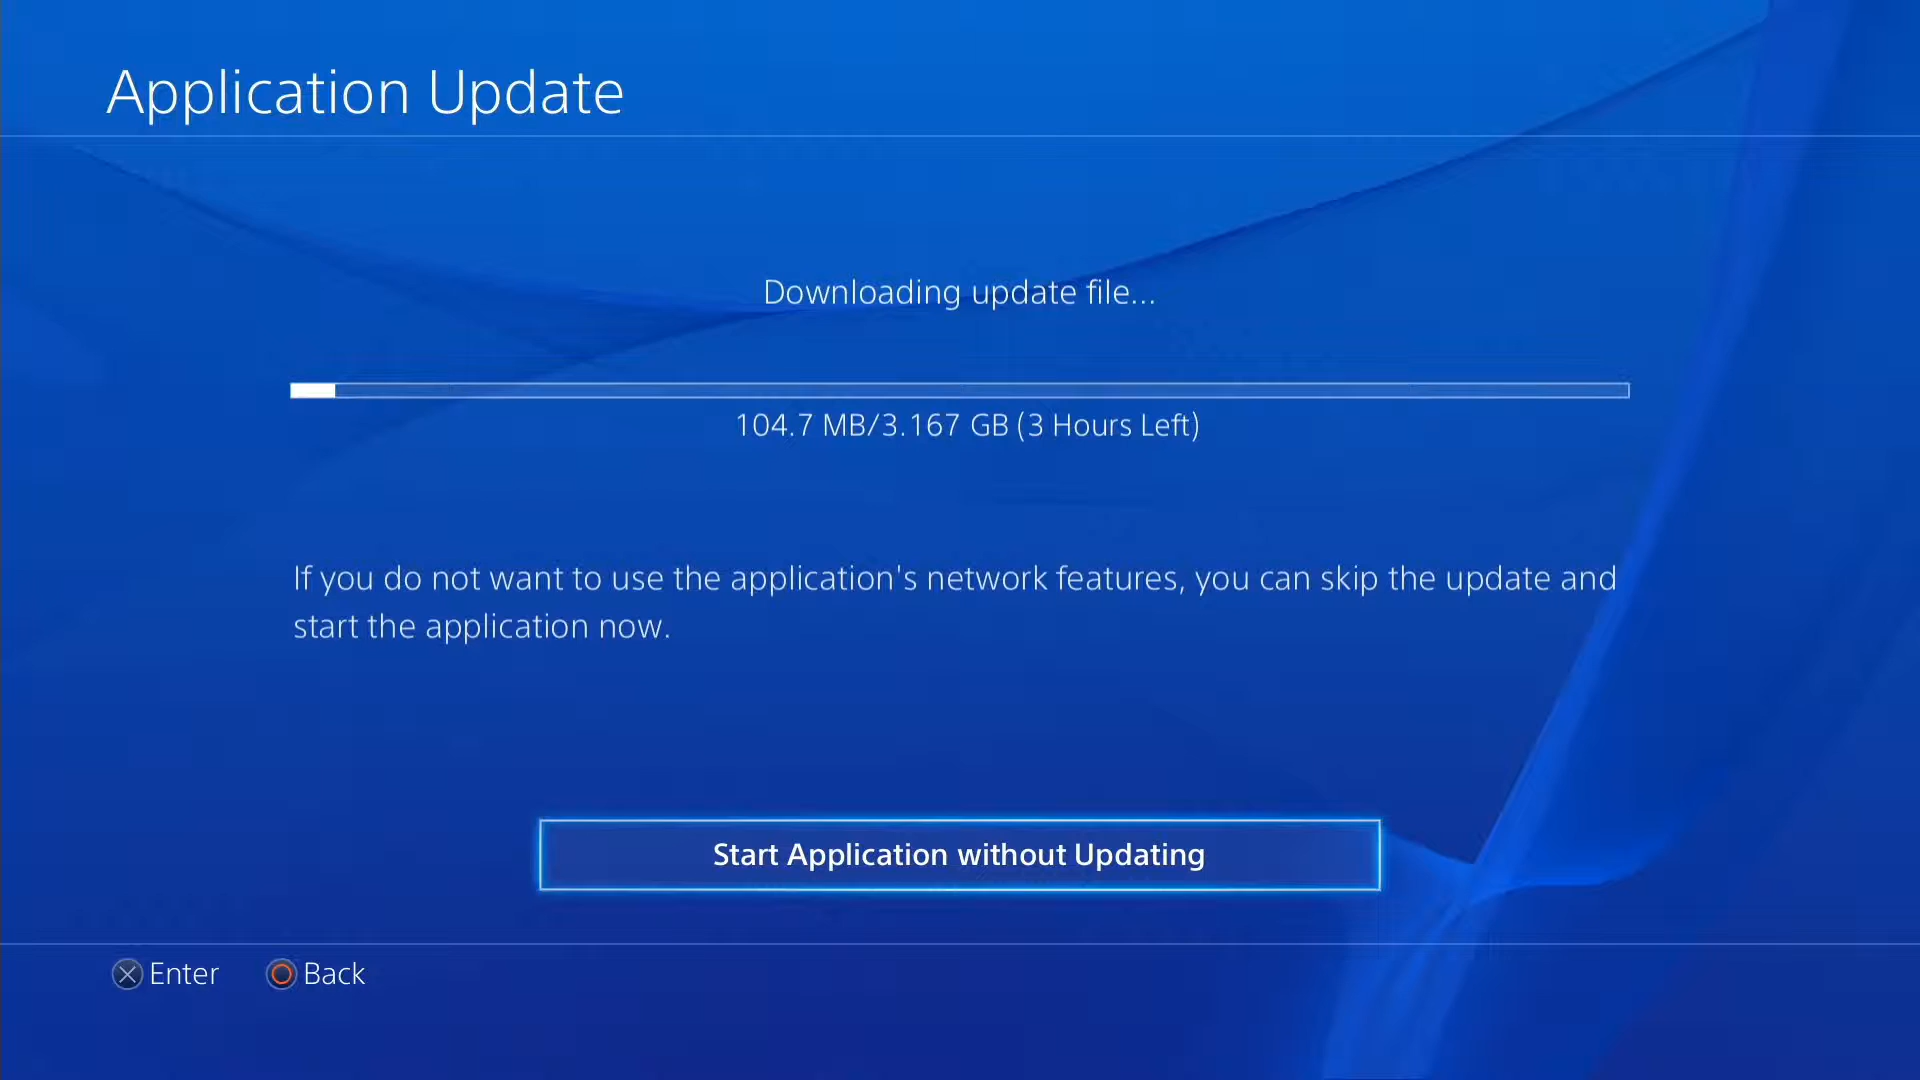 Application Update
Downloading update file...
104.7 MB/3.167 GB (3 Hours Left)
If you do not want to use the application's network features, you can skip the update and
start the application now.
Start Application without Updating
Enter Back